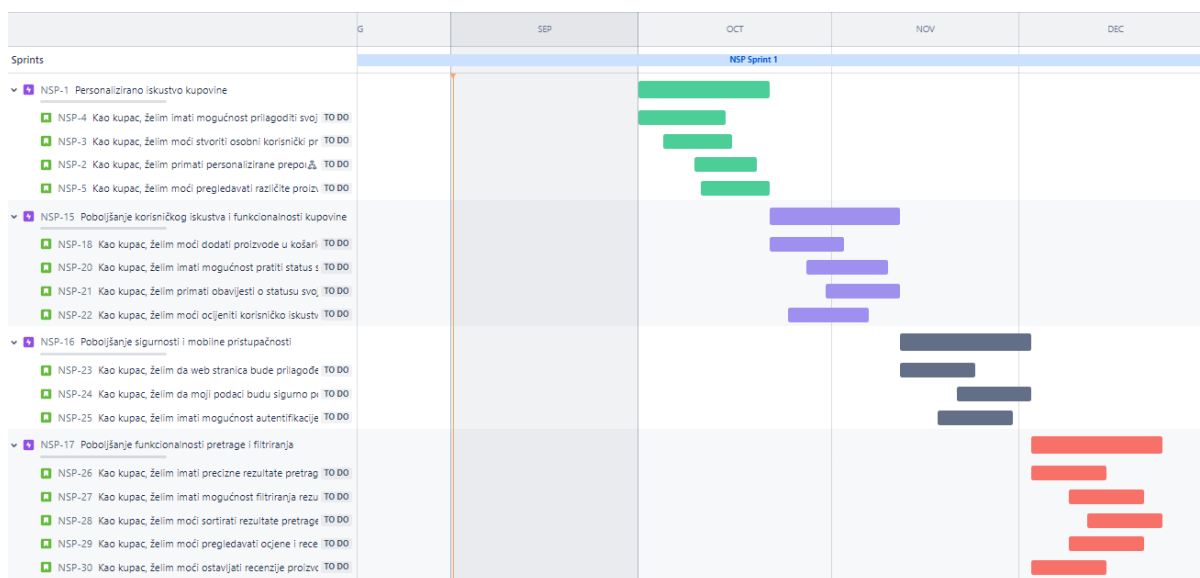 G SEP OCT NOV DEC
Sprints NSP Sprint 1
NSP-1 Personalizirano iskustvo kupovine
NSP-4 Kao kupac, želim imati mogućnost prilagoditi svoj TO DO
NSP-3 Kao kupac, želim moći stvoriti osobni korisnički pr TO DO
NSP-2 Kao kupac, želim primati personalizirane prepor TO DO
NSP-5 Kao kupac, želim moći pregledavati različite proizv TO DO
NSP-15 Poboljšanje korisničkog iskustva i funkcionalnosti kupovine
NSP-18 Kao kupac, želim moći dodati proizvode u košari TO DO
NSP-20 Kao kupac, želim imati mogućnost pratiti status s TO DO
NSP-21 Kao kupac, želim primati obavijesti o statusu svoj TO DO
NSP-22 Kao kupac, želim moći ocijeniti korisničko iskustv TO DO
NSP-16 Poboljšanje sigurnosti i mobilne pristupačnosti
NSP-23 Kao kupac, želim da web stranica bude prilagođe TO DO
NSP-24 Kao kupac, želim da moji podaci budu sigurno p TO DO
NSP-25 Kao kupac, želim imati mogućnost autentifikacije TO DO
NSP-17 Poboljšanje funkcionalnosti pretrage i filtriranja
NSP-26 Kao kupac, želim imati precizne rezultate pretrag TO DO
NSP-27 Kao kupac, želim imati mogućnost filtriranja rezu TO DO
NSP-28 Kao kupac, želim moći sortirati rezultate pretrage TO DO
NSP-29 Kao kupac, želim moći pregledavati ocjene i rece TO DO
NSP-30 Kao kupac, želim moći ostavljati recenzije proizvo TO DO